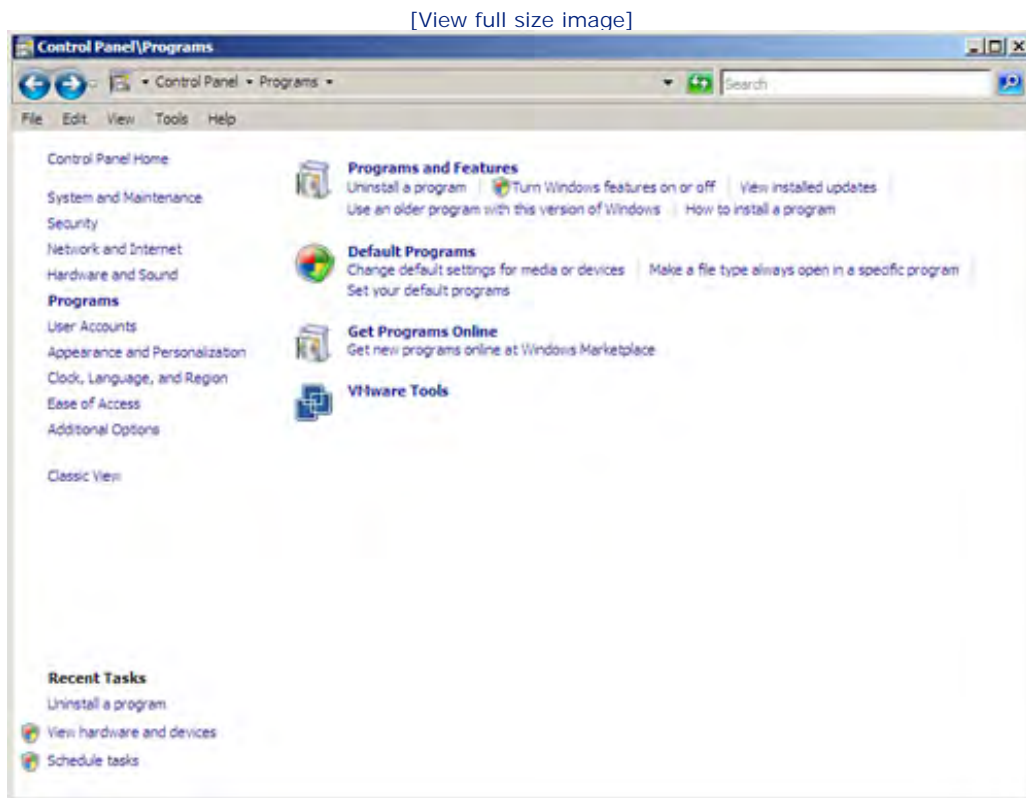 [View full size image]
Control Panel\Programs
Control Panel Programs
Search
File Edit View Tools Help
Control Panel Home
System and Maintenance
Security
Network and Internet
Hardware and Sound
Programs
User Accounts
Appearance and Personalization
Clock, Language, and Region
Ease of Access
Additional Options
Classic View
Programs and Features
Uninstall a program Turn Windows features on or off View installed updates
Use an older program with this version of Windows How to install a program
Default Programs
Change default settings for media or devices Make a file type always open in a specific program
Set your default programs
Get Programs Online
Get new programs online at Windows Marketplace
VMware Tools
Recent Tasks
Uninstall a program
View hardware and devices
Schedule tasks